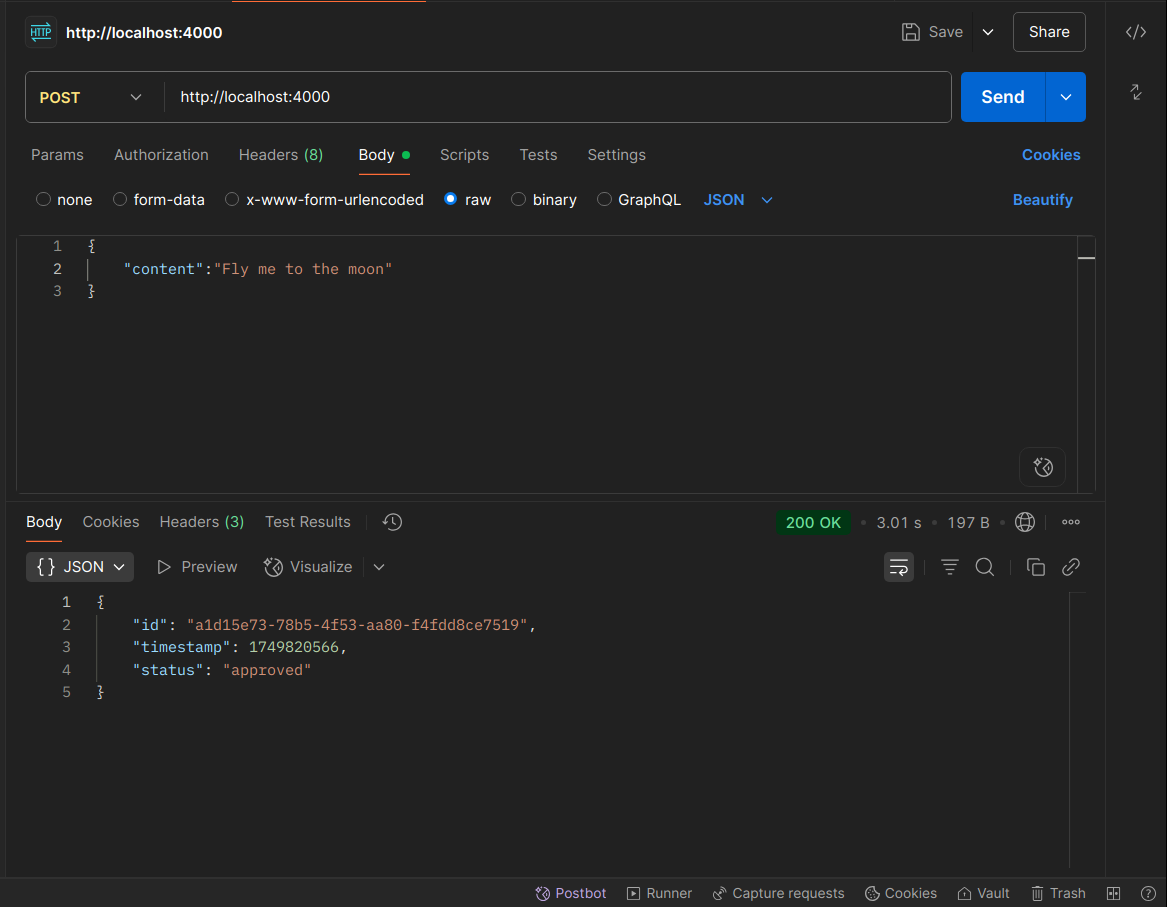 HTTP http://localhost:4000 Save Share
POST http://localhost:4000 Send
Params Authorization Headers (8) Body Scripts Tests Settings Cookies
none form-data x-www-form-urlencoded raw binary GraphQL JSON Beautify
1 {
2 "content":"Fly me to the moon"
3 }
Body Cookies Headers (3) Test Results 200 OK • 3.01 s • 197 B •
{} JSON Preview Visualize
1 {
2 "id": "a1d15e73-78b5-4f53-aa80-f4fdd8ce7519",
3 "timestamp": 1749820566,
4 "status": "approved"
5 }
Postbot Runner Capture requests Cookies Vault Trash